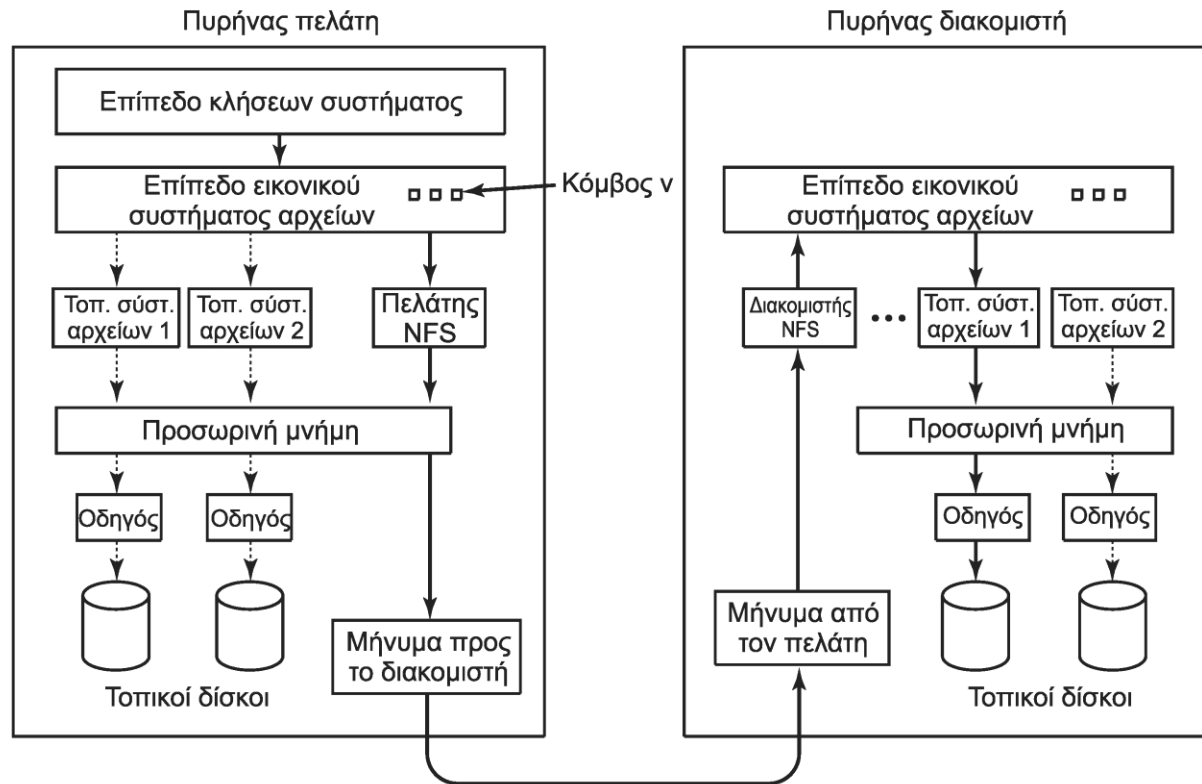 Πυρήνας πελάτη
Επίπεδο κλήσεων συστήματος
Επίπεδο εικονικού
συστήματος αρχείων
Κόμβος v
Τοπ. σύστ.
αρχείων 1
Τοπ. σύστ.
αρχείων 2
Πελάτης
NFS
Προσωρινή μνήμη
Οδηγός
Οδηγός
Τοπικοί δίσκοι
Μήνυμα προς
το διακομιστή
Πυρήνας διακομιστή
Επίπεδο εικονικού
συστήματος αρχείων
Διακομιστής
NFS
Τοπ. σύστ.
αρχείων 1
Τοπ. σύστ.
αρχείων 2
Προσωρινή μνήμη
Οδηγός
Οδηγός
Μήνυμα από
τον πελάτη
Τοπικοί δίσκοι